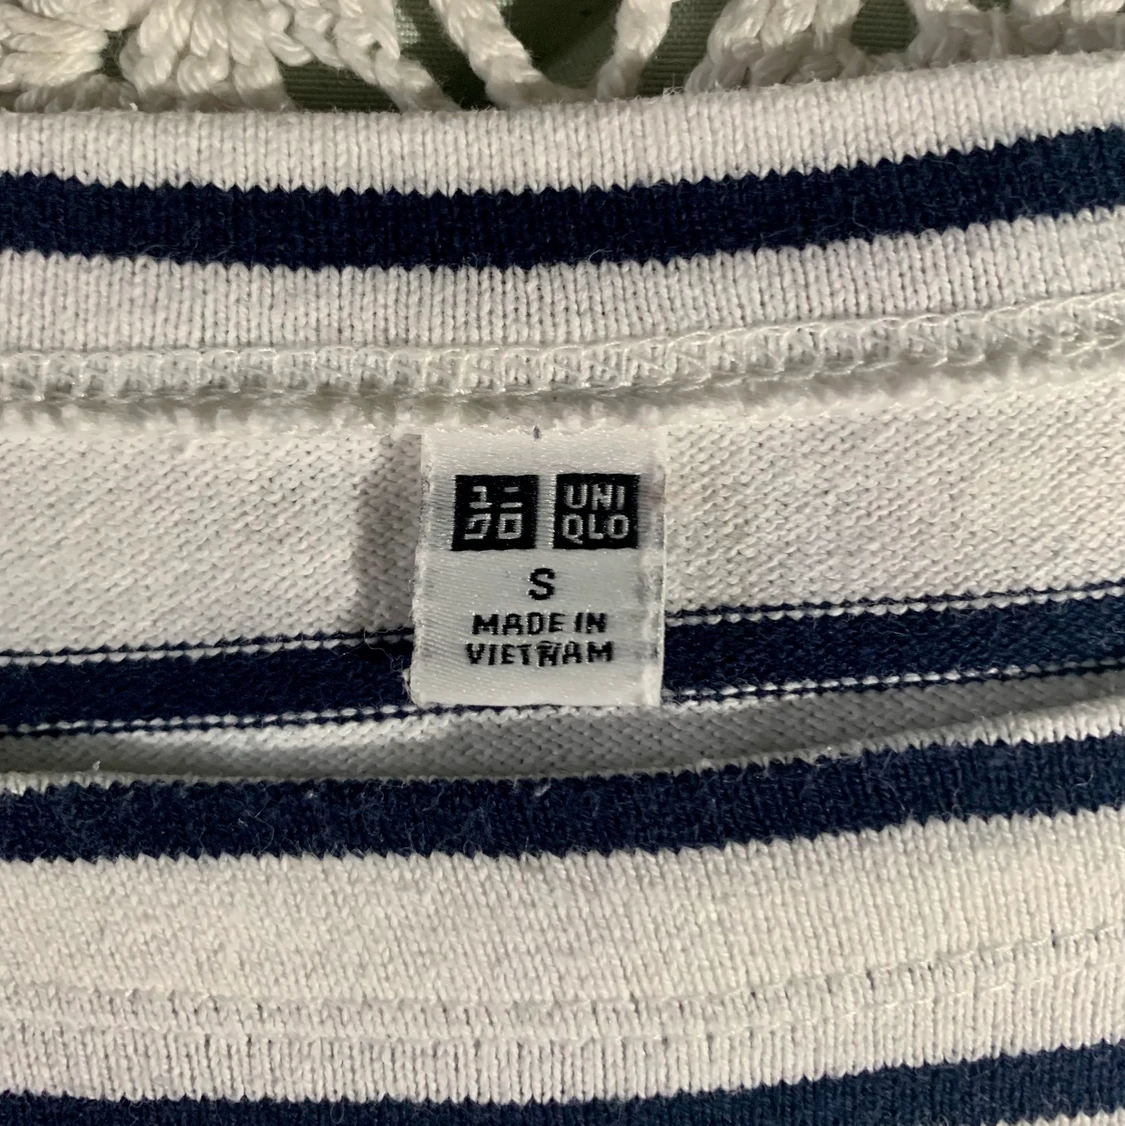 ユニ UNI
クロ QLO
S
MADE IN
VIETNAM